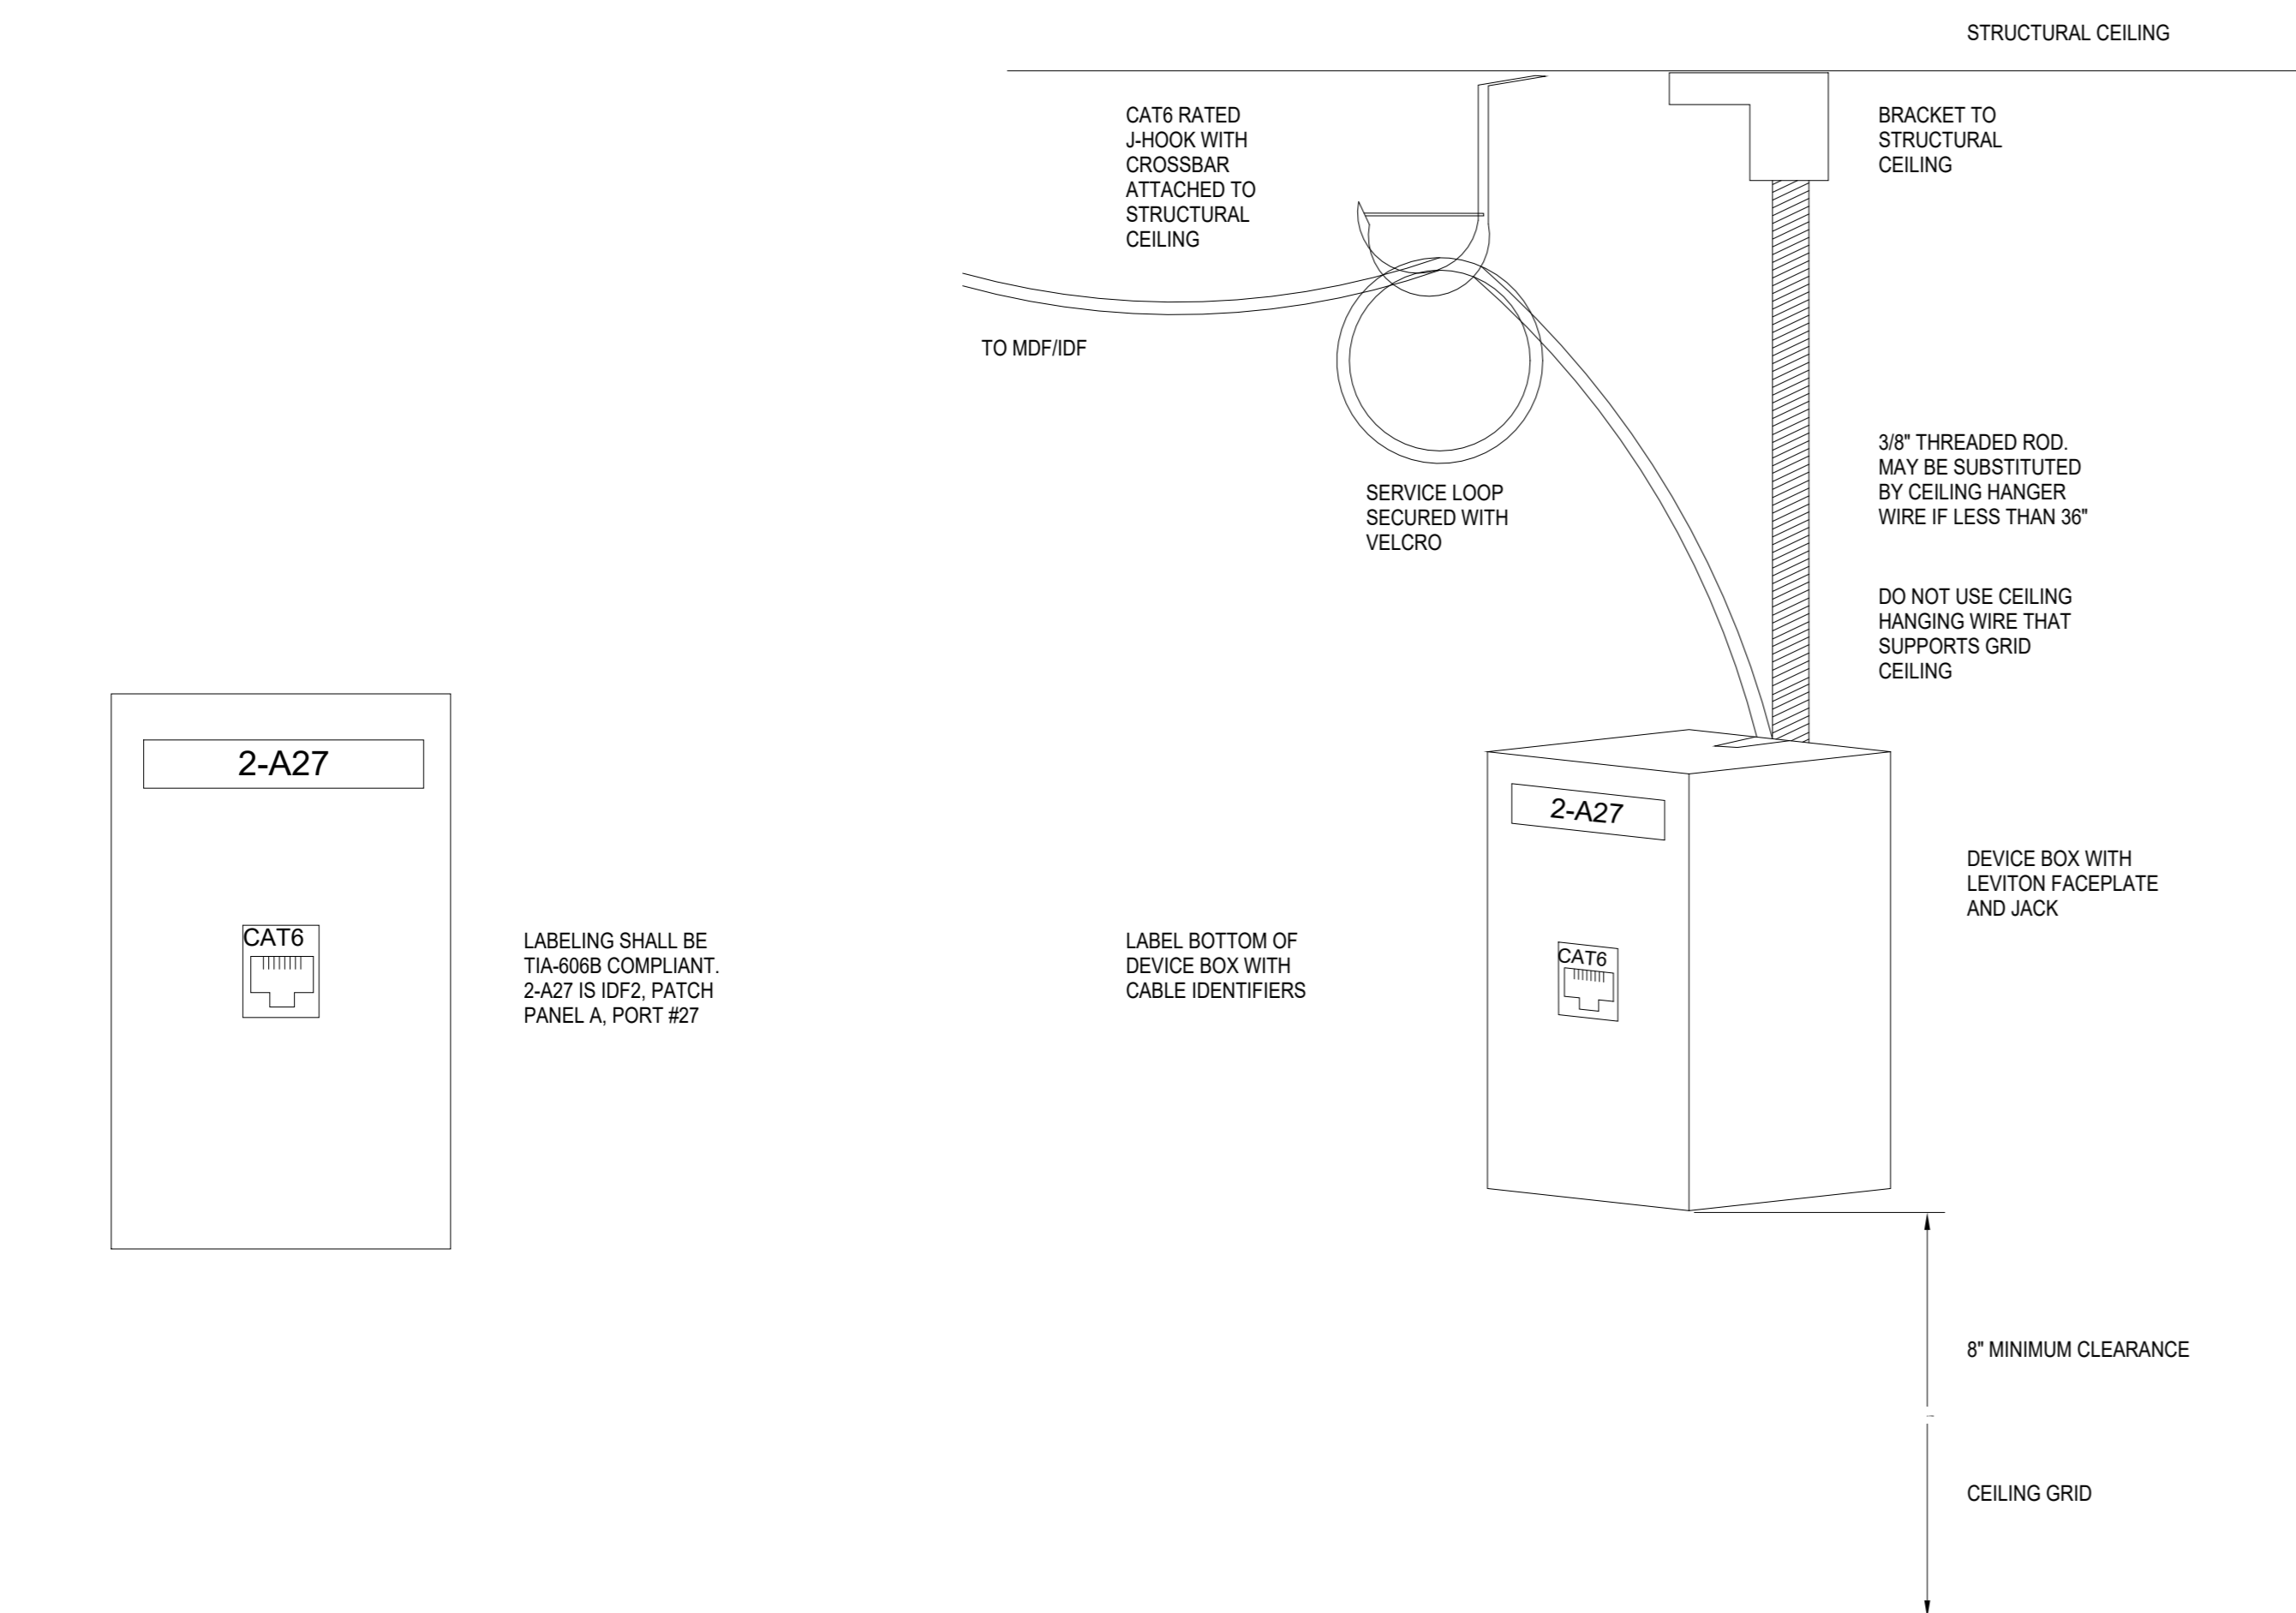 STRUCTURAL CEILING
CAT6 RATED
J-HOOK WITH
CROSSBAR
ATTACHED TO
STRUCTURAL
CEILING
BRACKET TO
STRUCTURAL
CEILING
TO MDF/IDF
3/8" THREADED ROD.
MAY BE SUBSTITUTED
BY CEILING HANGER
WIRE IF LESS THAN 36"
SERVICE LOOP
SECURED WITH
VELCRO
DO NOT USE CEILING
HANGING WIRE THAT
SUPPORTS GRID
CEILING
2-A27
CAT6
LABELING SHALL BE
TIA-606B COMPLIANT.
2-A27 IS IDF2, PATCH
PANEL A, PORT #27
LABEL BOTTOM OF
DEVICE BOX WITH
CABLE IDENTIFIERS
2-A27
CAT6
DEVICE BOX WITH
LEVITON FACEPLATE
AND JACK
8" MINIMUM CLEARANCE
CEILING GRID